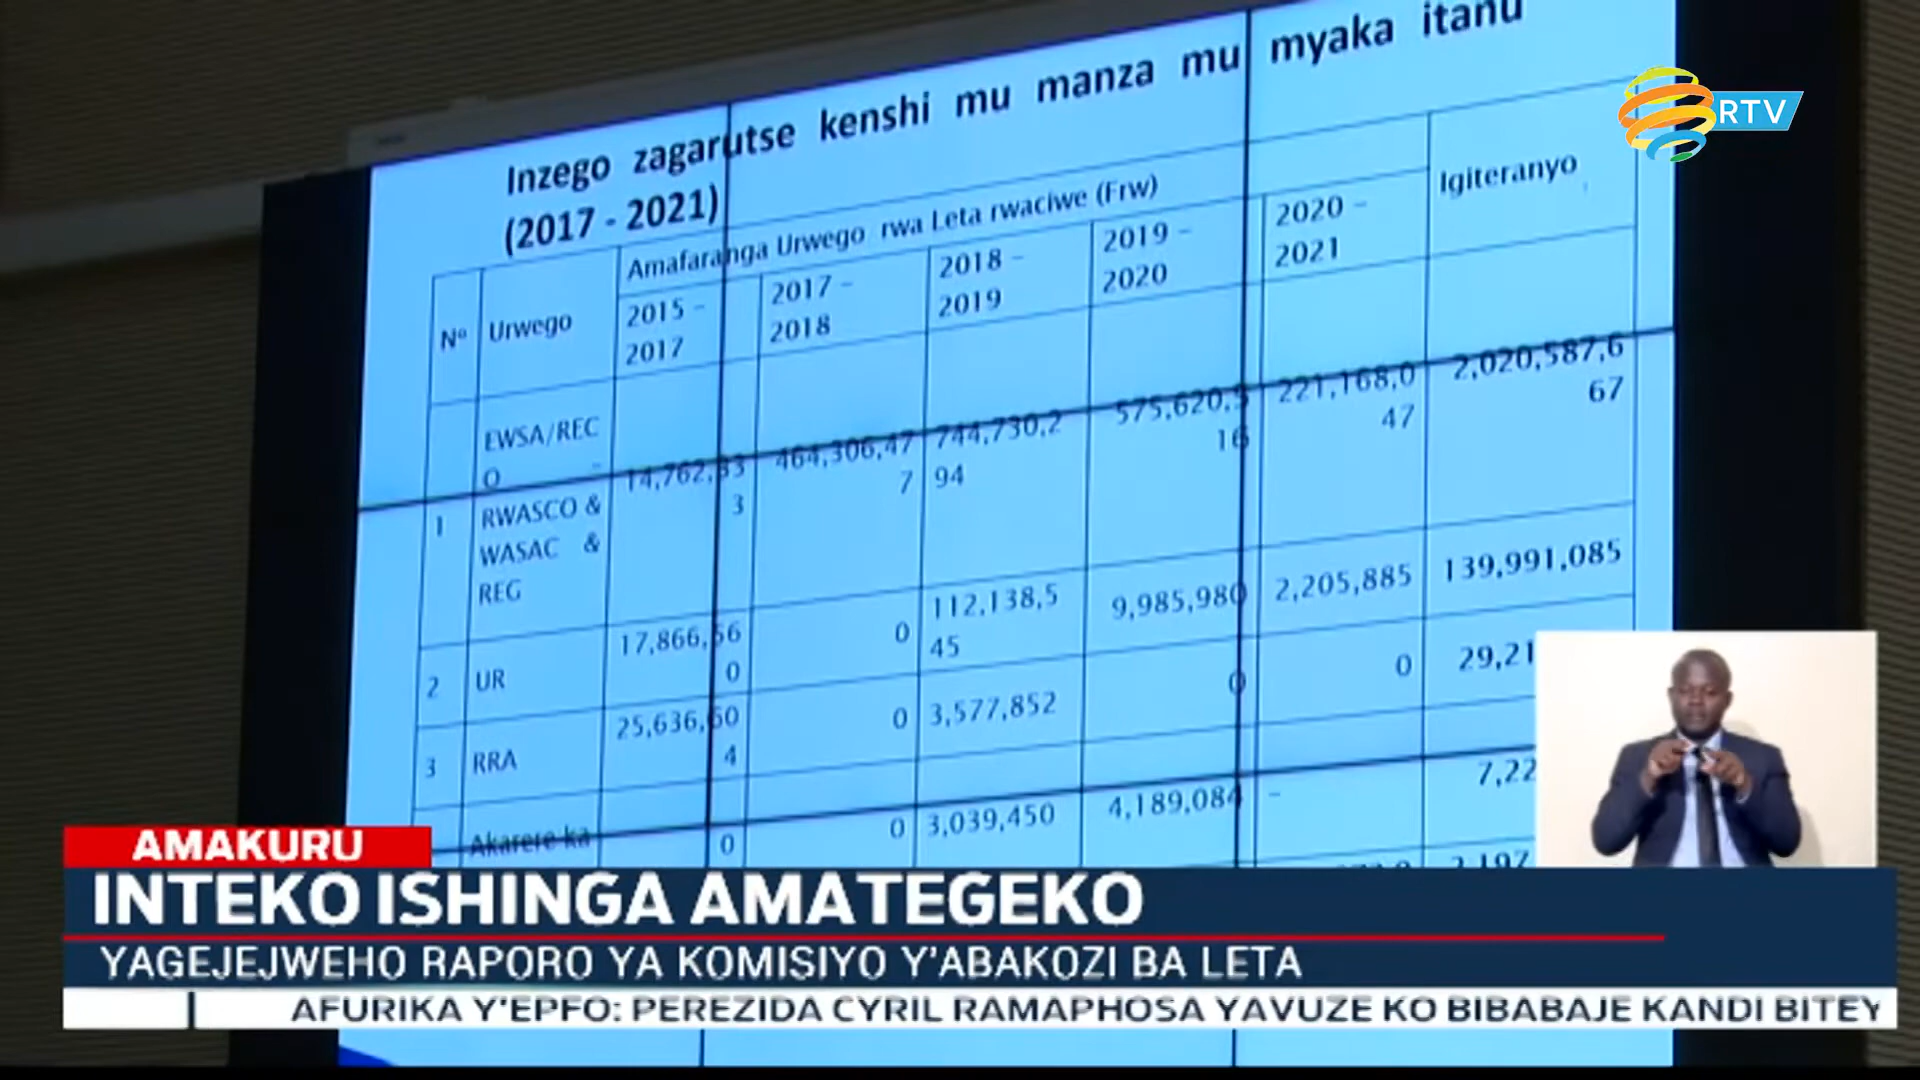 Inzego zagarutse kenshi mu manza mu myaka itanu
(2017 - 2021)
RTV
Amafaranga Urwego rwa Leta rwaciwe (Frw)
Igiteranyo
Nº Urwego
2015 -
2017
2017 -
2018
2018 -
2019
2019 -
2020
2020 -
2021
1
EWSA/REC
O -
RWASCO &
WASAC &
REG
14,762,33
3
464,306,47
7
744,730,2
94
575,620,5
16
221,168,0
47
2,020,587,6
67
2 UR
17,866,
0
0
112,138,5
45
9,985,980
2,205,885
139,991,085
3 RRA
25,636,
4
0
3,577,852
0
0
29,21
Akarere ka
0
0
3,039,450
4,189,084
-
7,22
AMAKURU
INTEKO ISHINGA AMATEGEKO
YAGEJEJWEHO RAPORO YA KOMISIYO Y'ABAKOZI BA LETA
AFURIKA Y'EPFO: PEREZIDA CYRIL RAMAPHOSA YAVUZE KO BIBABAJE KANDI BITEY